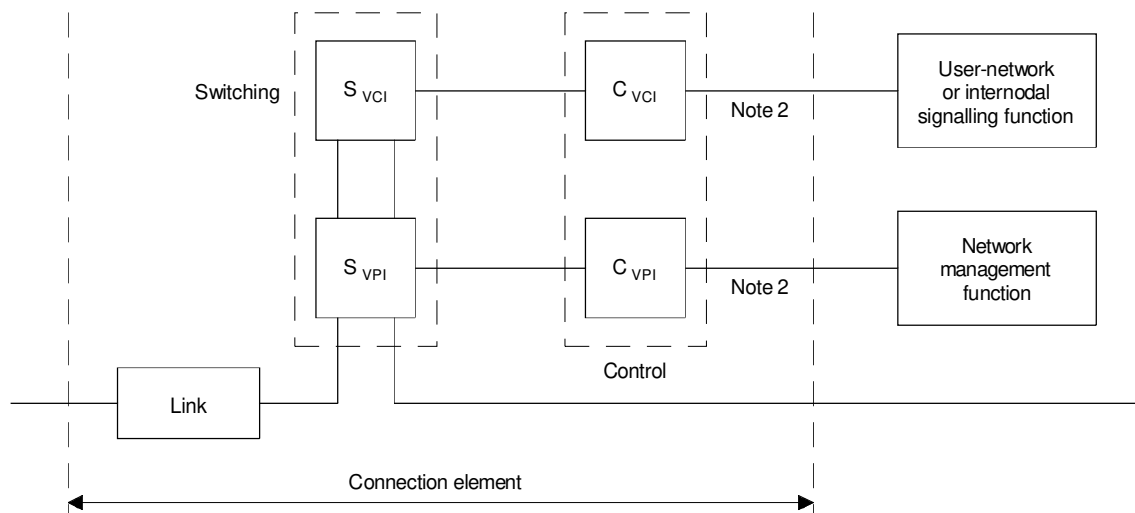 Switching
S VCI
C VCI
Note 2
User-network
or internodal
signalling function
S VPI
C VPI
Note 2
Network
management
function
Control
Link
Connection element